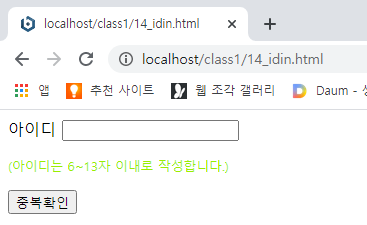 localhost/class1/14_idin.html
localhost/class1/14_idin.html
앱 추천 사이트 웹 조각 갤러리 Daum -
아이디
(아이디는 6~13자 이내로 작성합니다.)
중복확인